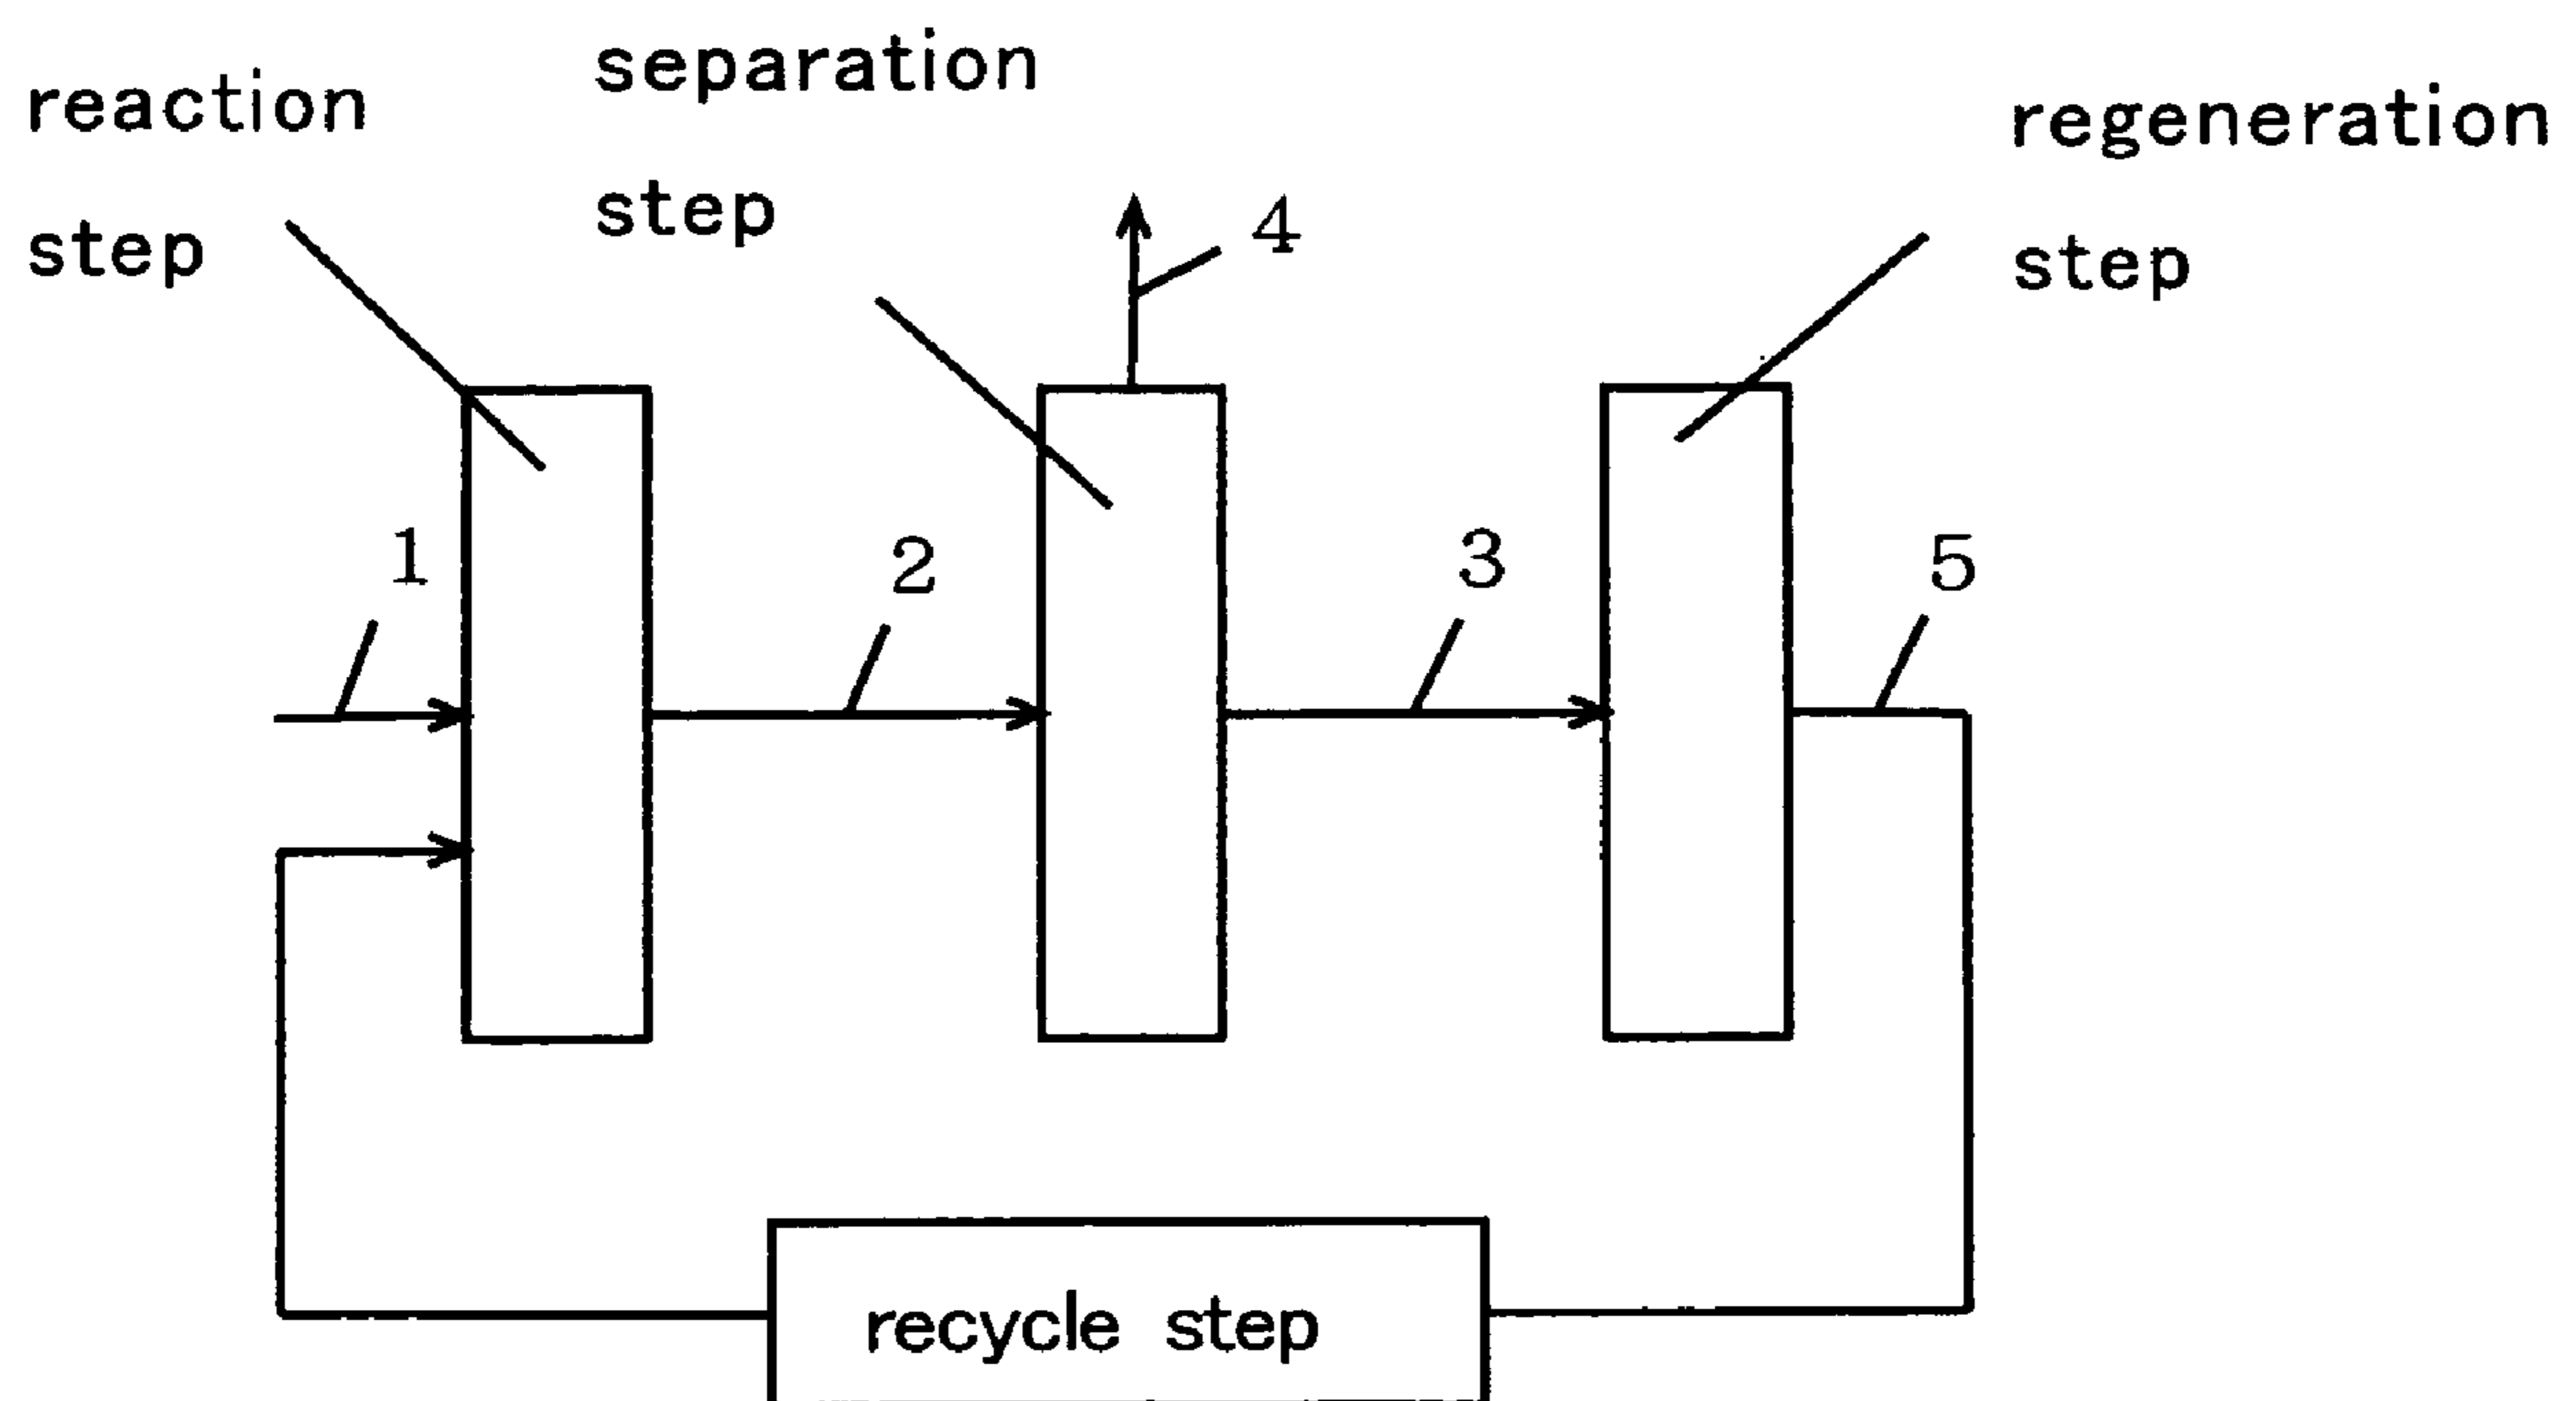 reaction
step
separation
step
regeneration
step
4
1
2
3
5
recycle step